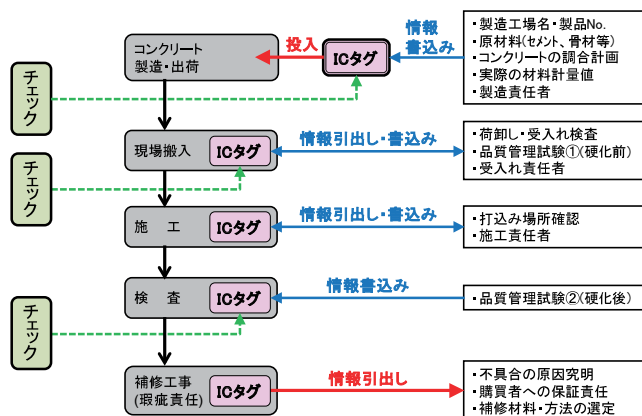 コンクリート
製造・出荷
投入
ICタグ
情報
書込み
・製造工場名・製品No.
・原材料(セメント、骨材等)
・コンクリートの調合計画
・実際の材料計量値
・製造責任者
チェック
現場搬入
ICタグ
情報引出し・書込み
・荷卸し・受入れ検査
・品質管理試験①(硬化前)
・受入れ責任者
チェック
施　工
ICタグ
情報引出し・書込み
・打込み場所確認
・施工責任者
検　査
ICタグ
情報書込み
・品質管理試験②(硬化後)
チェック
補修工事
(瑕疵責任)
ICタグ
情報引出し
・不具合の原因究明
・購買者への保証責任
・補修材料・方法の選定